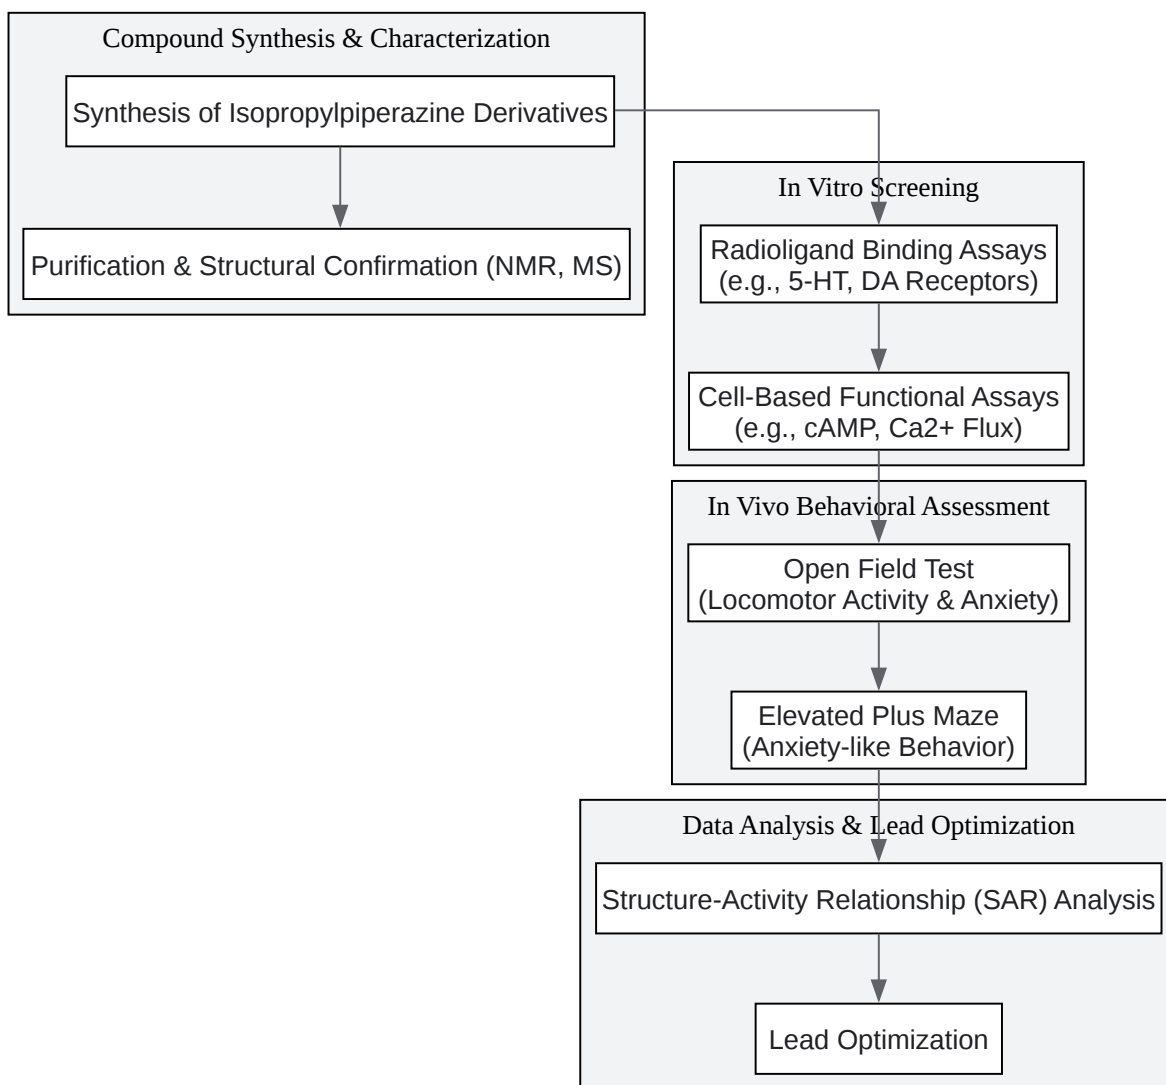 Compound Synthesis & Characterization
Synthesis of Isopropylpiperazine Derivatives
Purification & Structural Confirmation (NMR, MS)
In Vitro Screening
Radioligand Binding Assays
(e.g., 5-HT, DA Receptors)
Cell-Based Functional Assays
(e.g., cAMP, Ca2+ Flux)
In Vivo Behavioral Assessment
Open Field Test
(Locomotor Activity & Anxiety)
Elevated Plus Maze
(Anxiety-like Behavior)
Data Analysis & Lead Optimization
Structure-Activity Relationship (SAR) Analysis
Lead Optimization